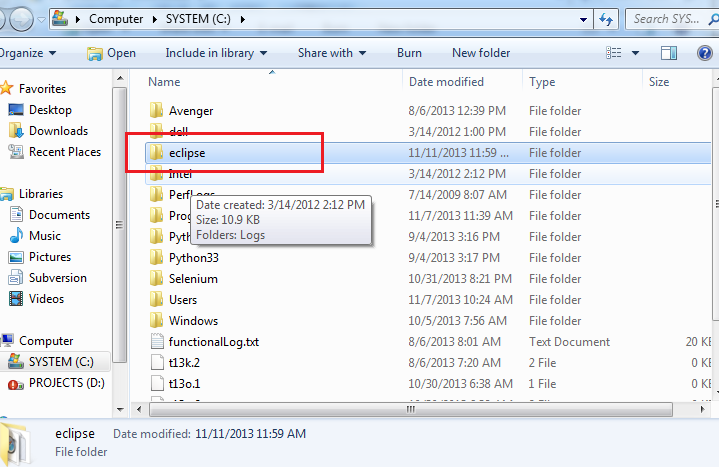 Computer SYSTEM (C:) Search SYS...
Organize Open Include in library Share with Burn New folder
Favorites
Desktop
Downloads
Recent Places
Libraries
Documents
Music
Pictures
Subversion
Videos
Computer
SYSTEM (C:)
PROJECTS (D:)
Name Date modified Type Size
Avenger 8/6/2013 12:39 PM File folder
dell 3/14/2012 1:00 PM File folder
eclipse 11/11/2013 11:59 ... File folder
Intel 3/14/2012 2:12 PM File folder
PerfLogs 7/14/2009 8:07 AM File folder
Prog 11/7/2013 11:39 AM File folder
Pyth 9/4/2013 3:16 PM File folder
Python33 9/4/2013 3:17 PM File folder
Selenium 10/31/2013 8:21 PM File folder
Users 11/7/2013 10:24 AM File folder
Windows 10/5/2013 7:56 AM File folder
functionalLog.txt 8/6/2013 8:01 AM Text Document 20 KB
t13k.2 8/6/2013 7:20 AM 2 File 0 KB
t13o.1 10/30/2013 6:38 AM 1 File 0 KB
Date created: 3/14/2012 2:12 PM
Size: 10.9 KB
Folders: Logs
eclipse Date modified: 11/11/2013 11:59 AM
File folder